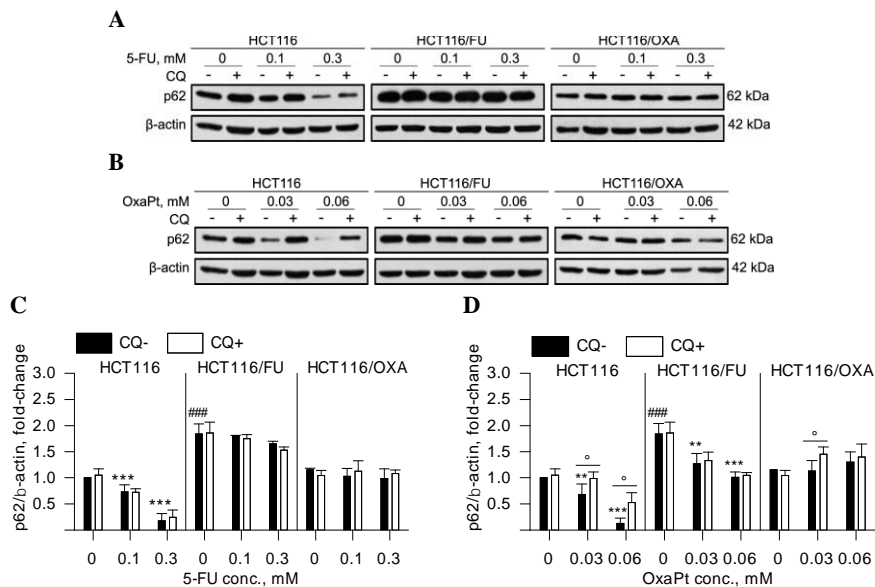 A
HCT116 HCT116/FU HCT116/OXA
5-FU, mM 0 0.1 0.3 0 0.1 0.3 0 0.1 0.3
CQ - + - + - + - + - + - + - + - + - +
p62 62 kDa
β-actin 42 kDa
B
HCT116 HCT116/FU HCT116/OXA
OxaPt, mM 0 0.03 0.06 0 0.03 0.06 0 0.03 0.06
CQ - + - + - + - + - + - + - + - + - +
p62 62 kDa
β-actin 42 kDa
C
CQ-
CQ+
HCT116 HCT116/FU HCT116/OXA
p62/b-actin, fold-change
3.0
2.5
2.0
1.5
1.0
0.5
###
***
***
0 0.1 0.3 0 0.1 0.3 0 0.1 0.3
5-FU conc., mM
D
CQ-
CQ+
HCT116 HCT116/FU HCT116/OXA
p62/b-actin, fold-change
3.0
2.5
2.0
1.5
1.0
0.5
###
** ***
° ° °
**
***
0 0.03 0.06 0 0.03 0.06 0 0.03 0.06
OxaPt conc., mM